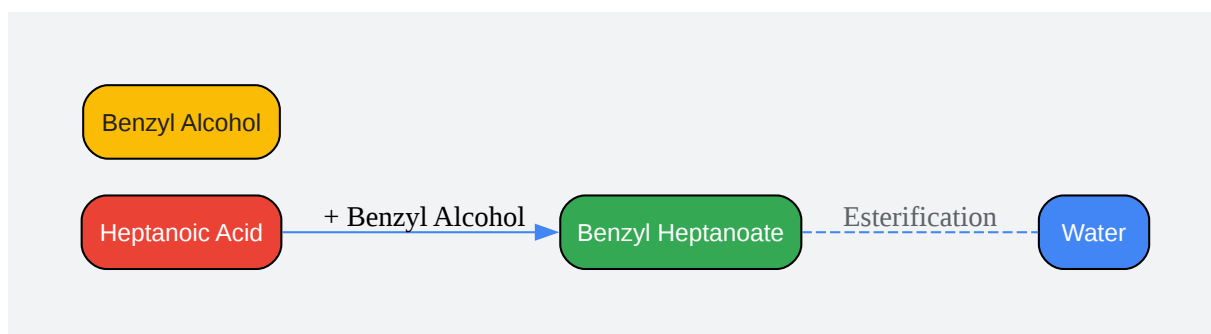 Benzyl Alcohol
Heptanoic Acid
+ Benzyl Alcohol
Benzyl Heptanoate
Esterification
Water